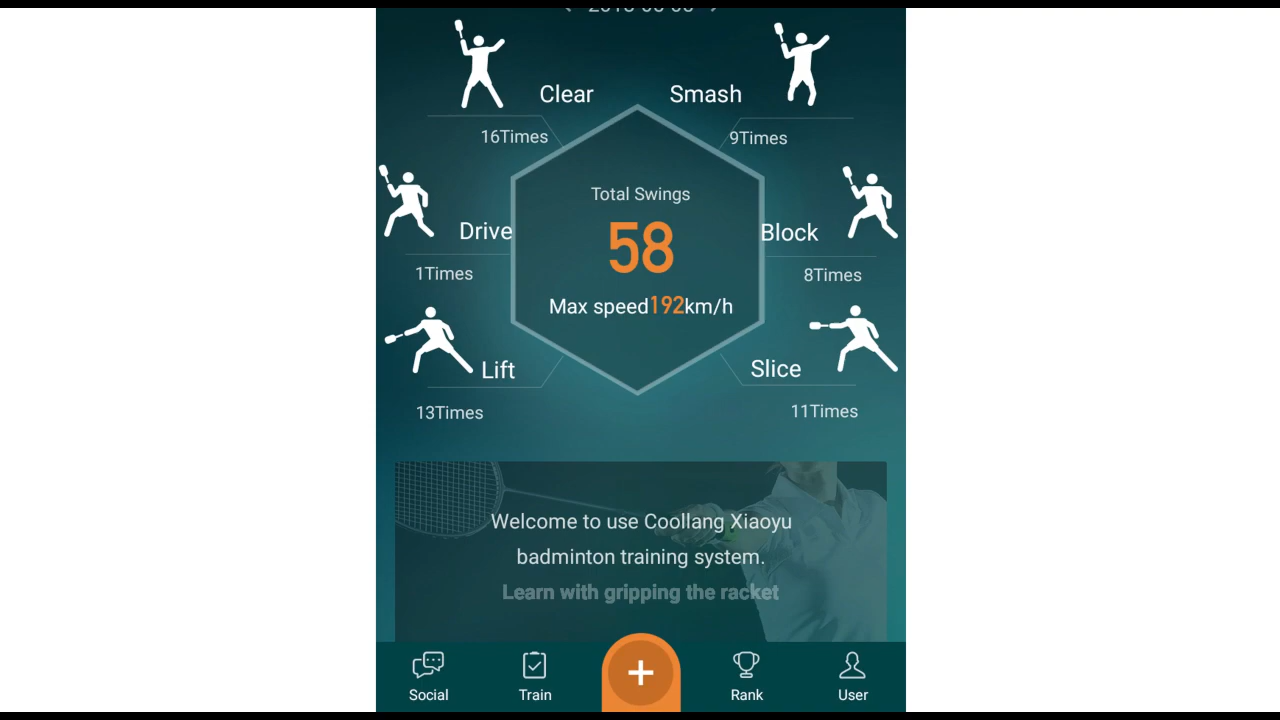 Clear
Smash
16Times
9Times
Total Swings
58
Drive
Block
1Times
8Times
Max speed192km/h
Lift
Slice
13Times
11Times
Welcome to use Coollang Xiaoyu
badminton training system.
Learn with gripping the racket
Social
Train
+
Rank
User